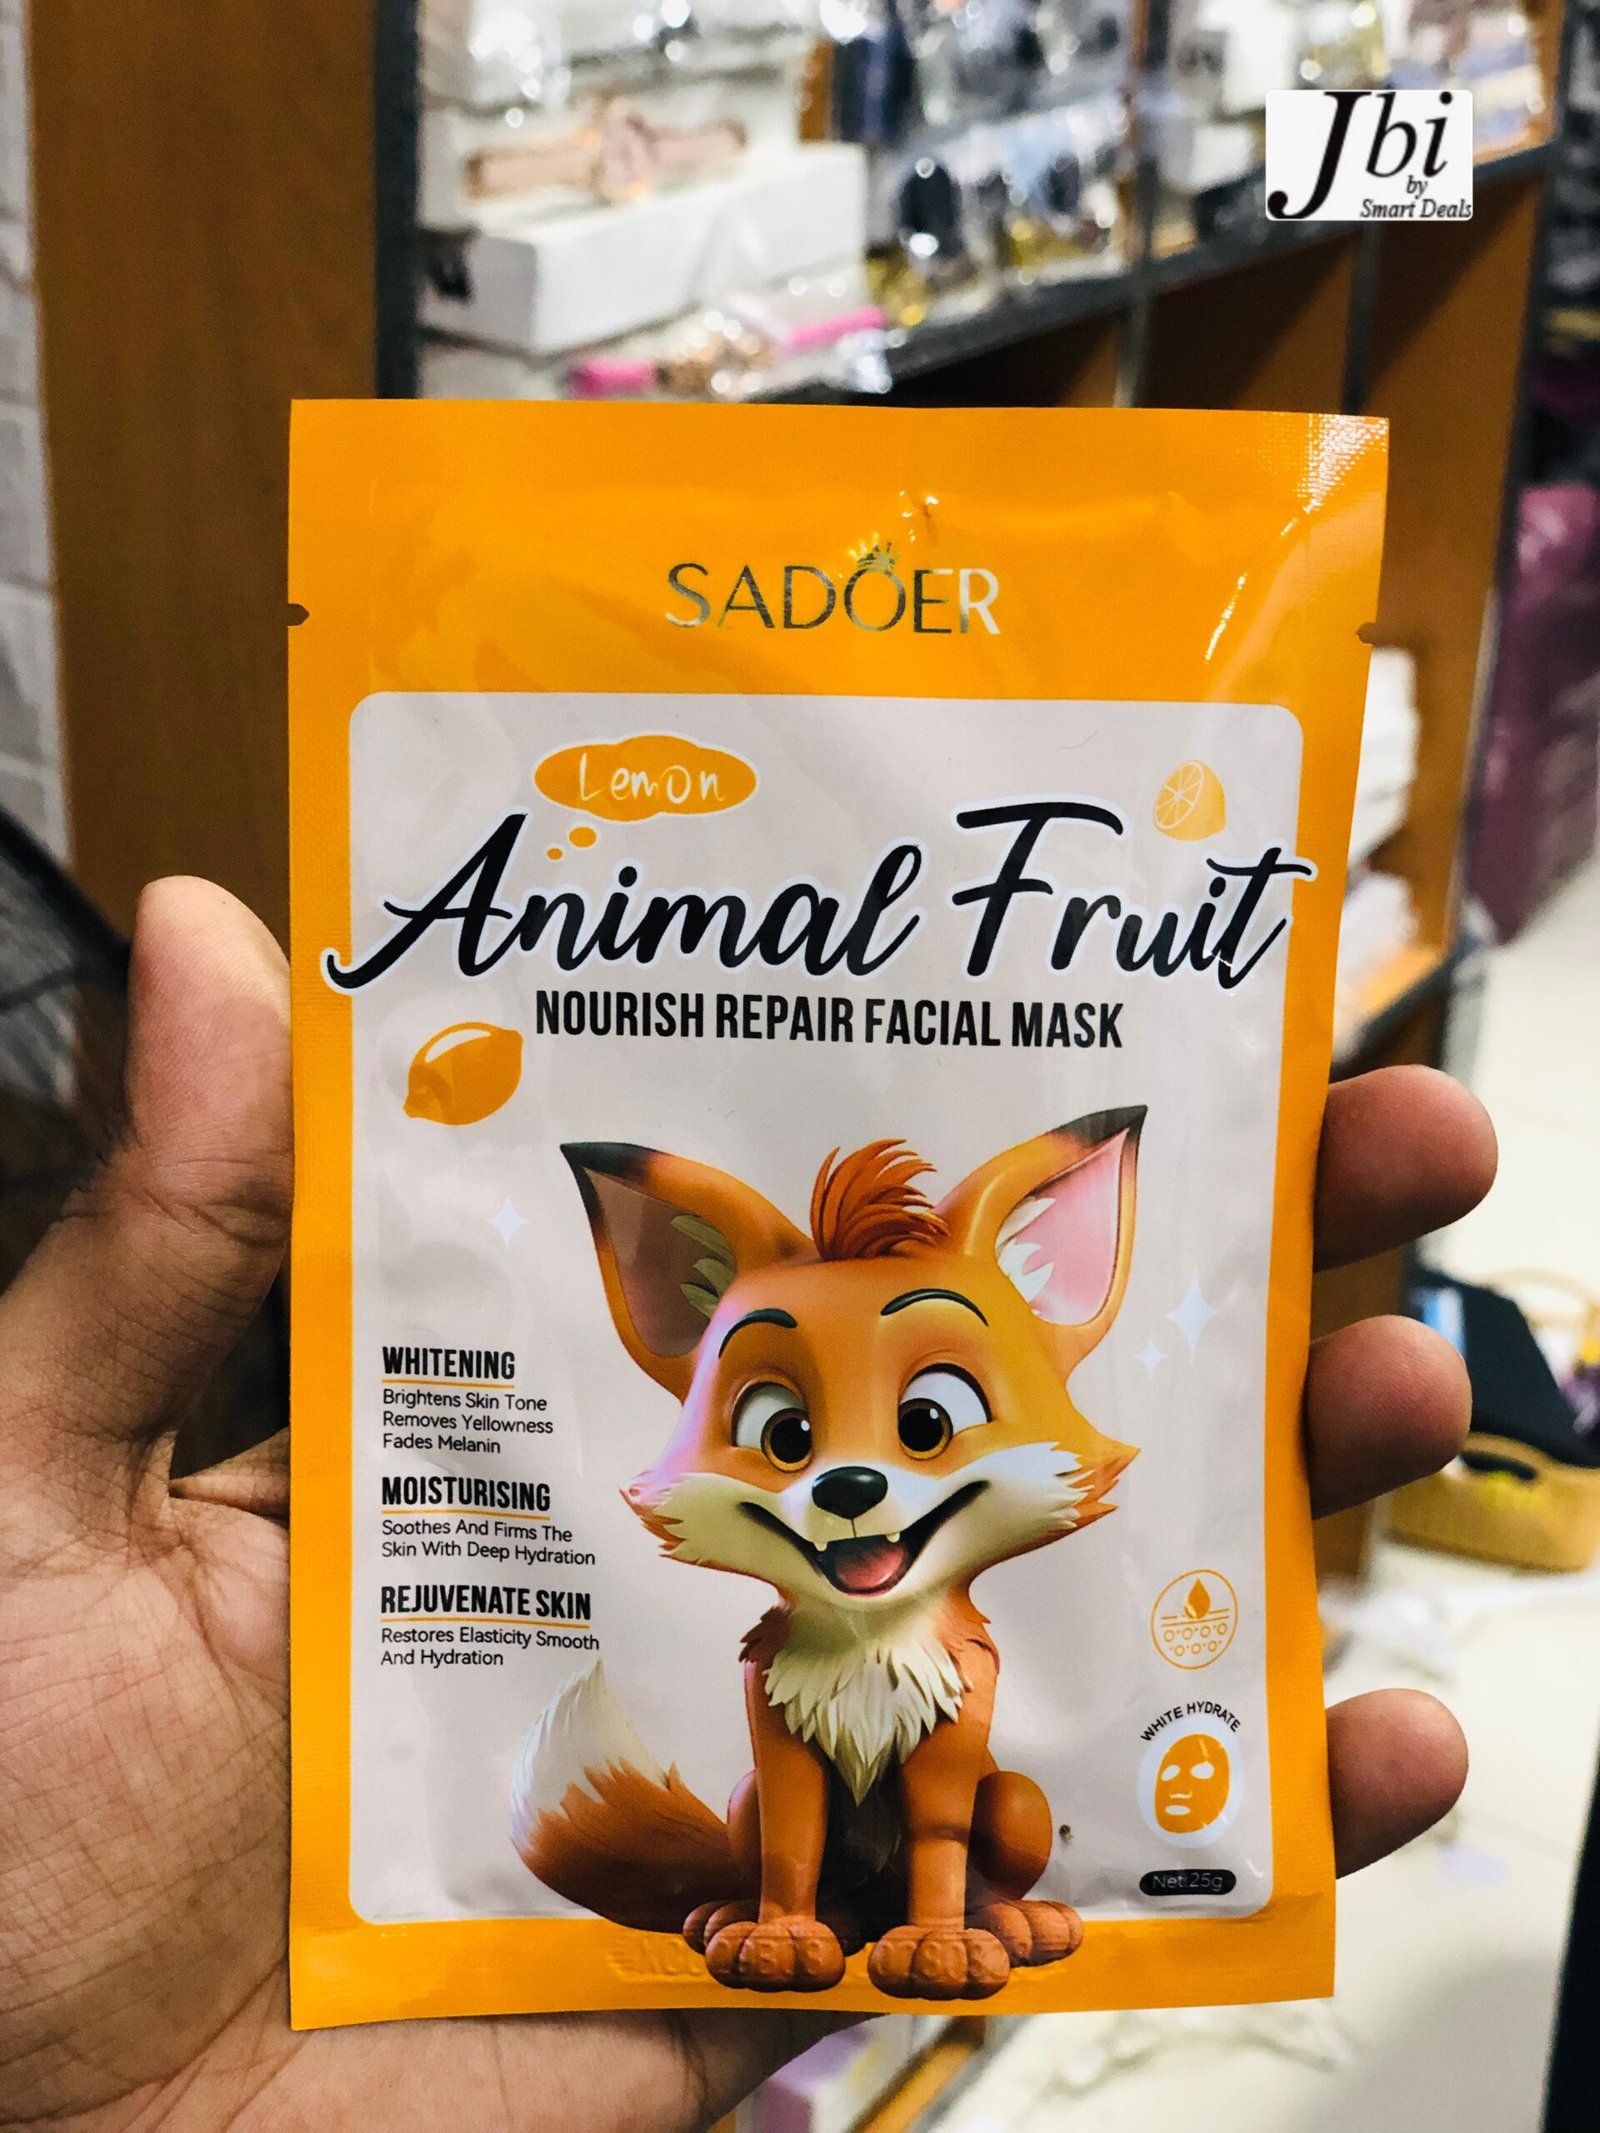 Jbi
by
Smart Deals
SADOER
Lemon
Animal Fruit
NOURISH REPAIR FACIAL MASK
WHITENING
Brightens Skin Tone
Removes Yellowness
Fades Melanin
MOISTURISING
Soothes And Firms The
Skin With Deep Hydration
REJUVENATE SKIN
Restores Elasticity Smooth
And Hydration
WHITE HYDRATE
Net:25g